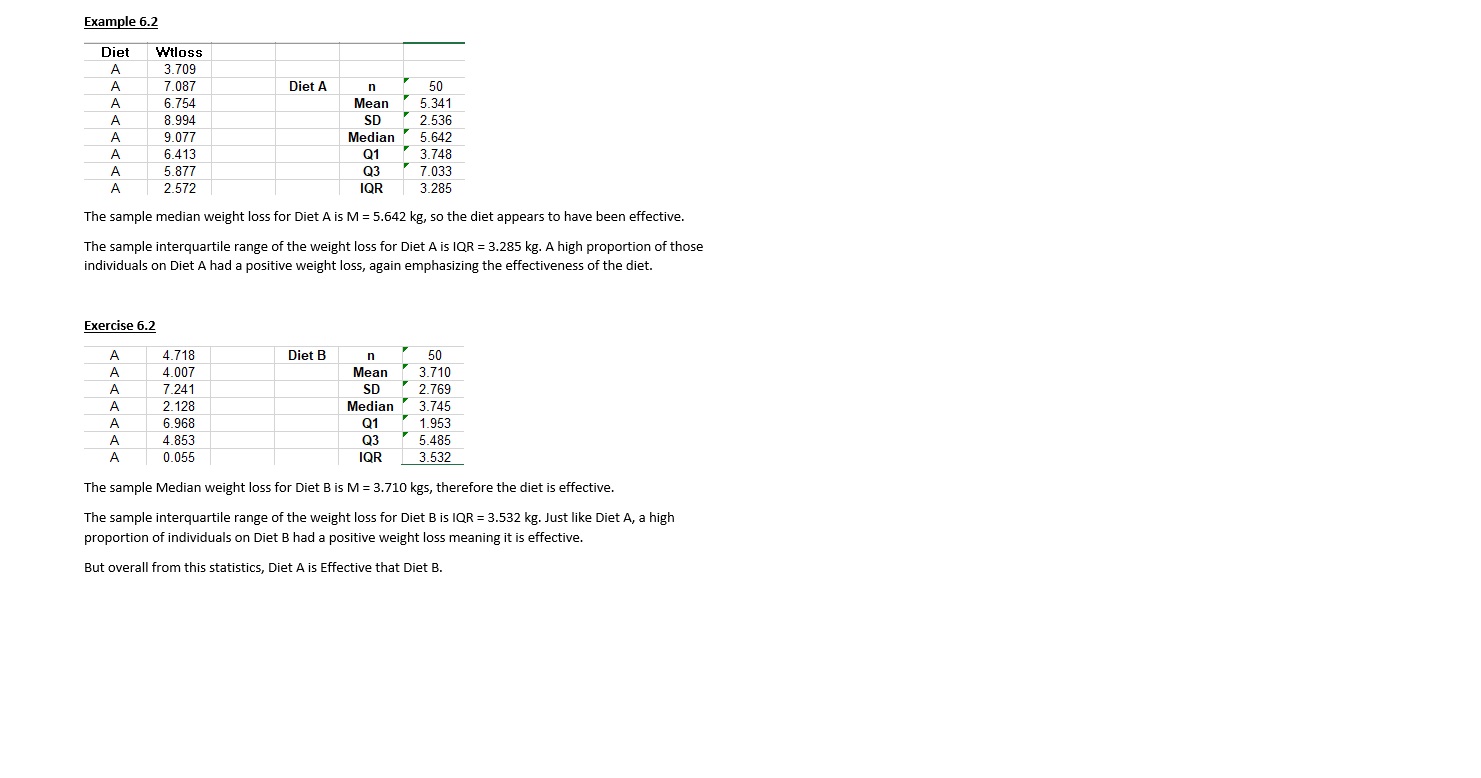 Example 6.2
Diet Wtloss
A 3.709
A 7.087 Diet A n 50
A 6.754 Mean 5.341
A 8.994 SD 2.536
A 9.077 Median 5.642
A 6.413 Q1 3.748
A 5.877 Q3 7.033
A 2.572 IQR 3.285
The sample median weight loss for Diet A is M = 5.642 kg, so the diet appears to have been effective.
The sample interquartile range of the weight loss for Diet A is IQR = 3.285 kg. A high proportion of those
individuals on Diet A had a positive weight loss, again emphasizing the effectiveness of the diet.
Exercise 6.2
A 4.718 Diet B n 50
A 4.007 Mean 3.710
A 7.241 SD 2.769
A 2.128 Median 3.745
A 6.968 Q1 1.953
A 4.853 Q3 5.485
A 0.055 IQR 3.532
The sample Median weight loss for Diet B is M = 3.710 kgs, therefore the diet is effective.
The sample interquartile range of the weight loss for Diet B is IQR = 3.532 kg. Just like Diet A, a high
proportion of individuals on Diet B had a positive weight loss meaning it is effective.
But overall from this statistics, Diet A is Effective that Diet B.